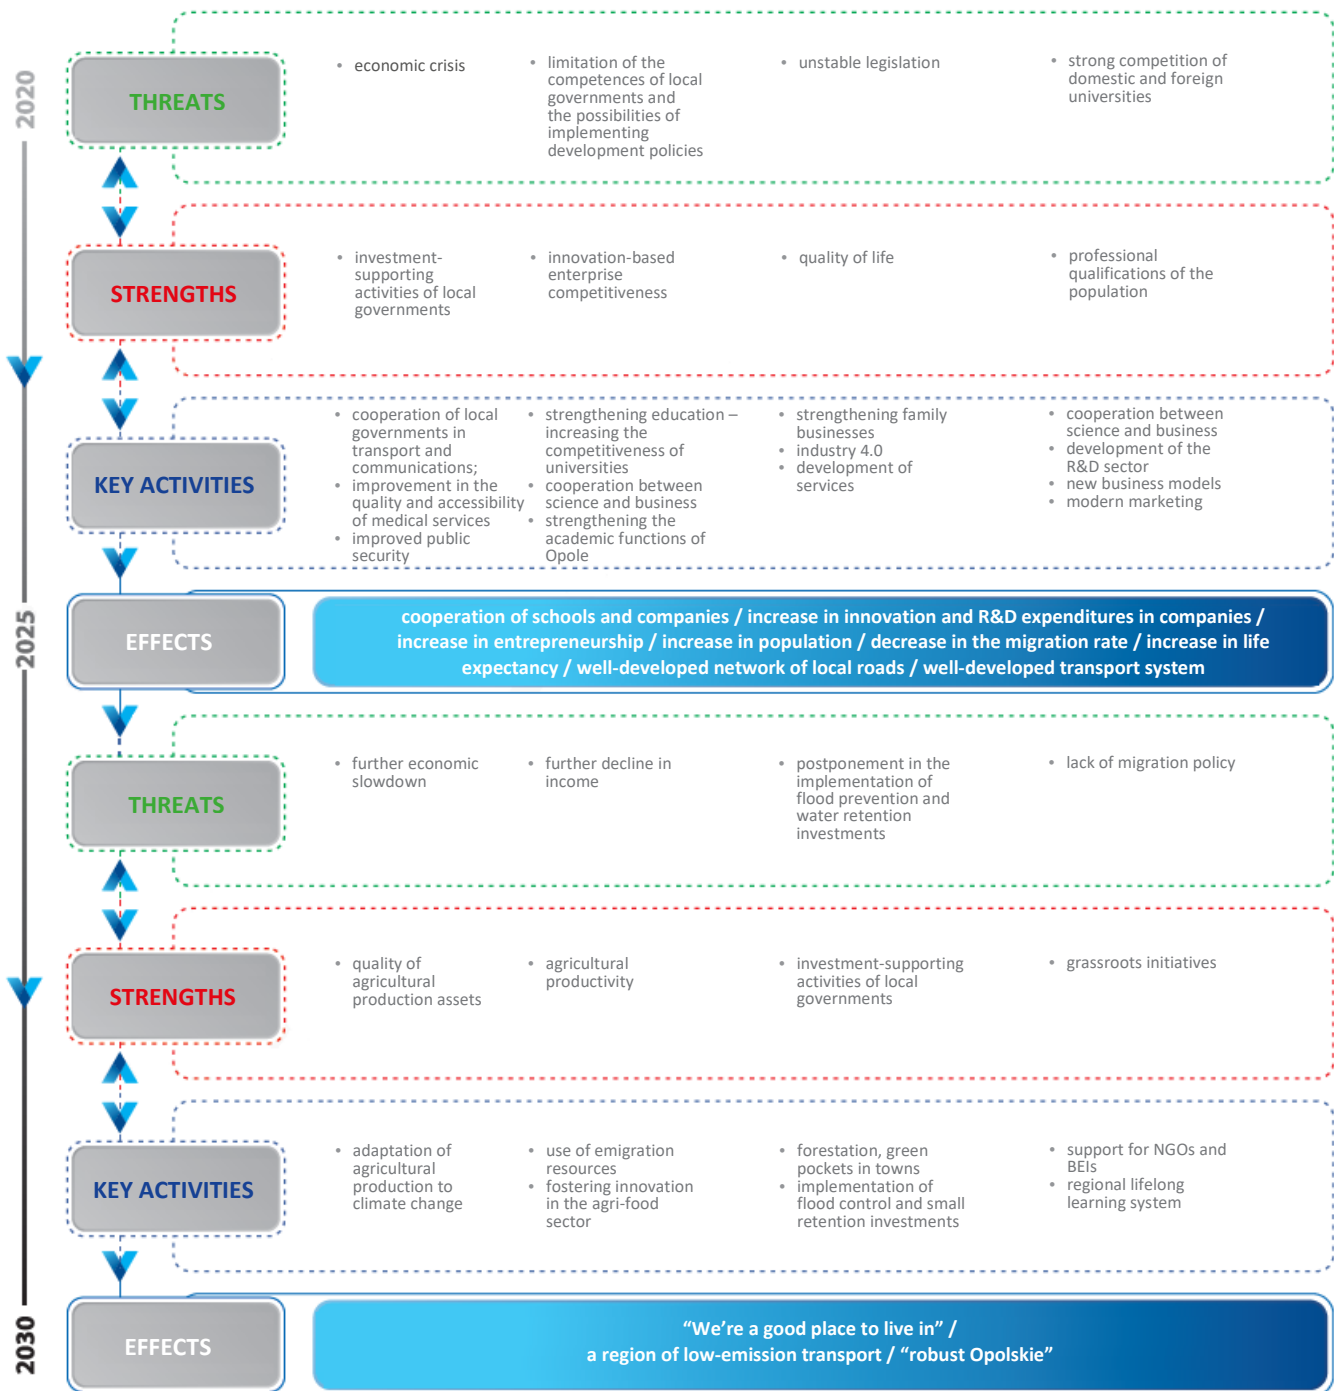 2020
THREATS
• economic crisis
• limitation of the
competences of local
governments and
the possibilities of
implementing
development policies
• unstable legislation
• strong competition of
domestic and foreign
universities
STRENGTHS
• investment-
supporting
activities of local
governments
• innovation-based
enterprise
competitiveness
• quality of life
• professional
qualifications of the
population
KEY ACTIVITIES
• cooperation of local
governments in
transport and
communications;
• improvement in the
quality and accessibility
of medical services
• improved public
security
• strengthening education –
increasing the
competitiveness of
universities
• cooperation between
science and business
• strengthening the
academic functions of
Opole
• strengthening family
businesses
• industry 4.0
• development of
services
• cooperation between
science and business
• development of the
R&D sector
• new business models
• modern marketing
2025
EFFECTS
cooperation of schools and companies / increase in innovation and R&D expenditures in companies /
increase in entrepreneurship / increase in population / decrease in the migration rate / increase in life
expectancy / well-developed network of local roads / well-developed transport system
THREATS
• further economic
slowdown
• further decline in
income
• postponement in the
implementation of
flood prevention and
water retention
investments
• lack of migration policy
STRENGTHS
• quality of
agricultural
production assets
• agricultural
productivity
• investment-supporting
activities of local
governments
• grassroots initiatives
KEY ACTIVITIES
• adaptation of
agricultural
production to
climate change
• use of emigration
resources
• fostering innovation
in the agri-food
sector
• forestation, green
pockets in towns
• implementation of
flood control and small
retention investments
• support for NGOs and
BEIs
• regional lifelong
learning system
2030
EFFECTS
“We’re a good place to live in” /
a region of low-emission transport / “robust Opolskie”